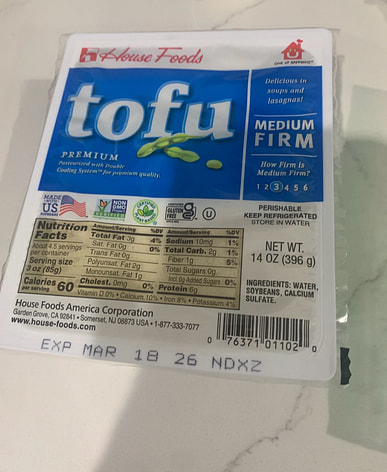 House Foods
LOVE OF HAPPINESS™
tofu
Delicious in
soups and
lasagnas!
MEDIUM
FIRM
PREMIUM
Pasteurized with Double
Cooling System™ for premium quality.
How Firm is
Medium Firm?
1 2 3 4 5 6
MADE IN
US
NON
GMO
VERIFIED
CERTIFIED
GLUTEN
FREE
U
PERISHABLE
KEEP REFRIGERATED
STORE IN WATER
Nutrition
Facts
About 4.5 servings
per container
Serving size
3 oz (85g)
Calories
per serving 60
Amount/Serving %DV
Total Fat 3g 4%
Sat. Fat 0g 0%
Trans Fat 0g
Polyunsat. Fat 2g
Monounsat. Fat 1g
Cholest. 0mg 0%
Amount/Serving %DV
Sodium 10mg 1%
Total Carb. 2g 1%
Fiber 1g 5%
Total Sugars 0g
Incl. 0g Added Sugars 0%
Protein 6g
Vitamin D 0% • Calcium 10% • Iron 8% • Potassium 4%
NET WT.
14 OZ (396 g)
INGREDIENTS: WATER,
SOYBEANS, CALCIUM
SULFATE.
House Foods America Corporation
Garden Grove, CA 92841 • Somerset, NJ 08873 USA • 1-877-333-7077
www.house-foods.com
0 76371 01102 0
EXP MAR 18 26 NDXZ